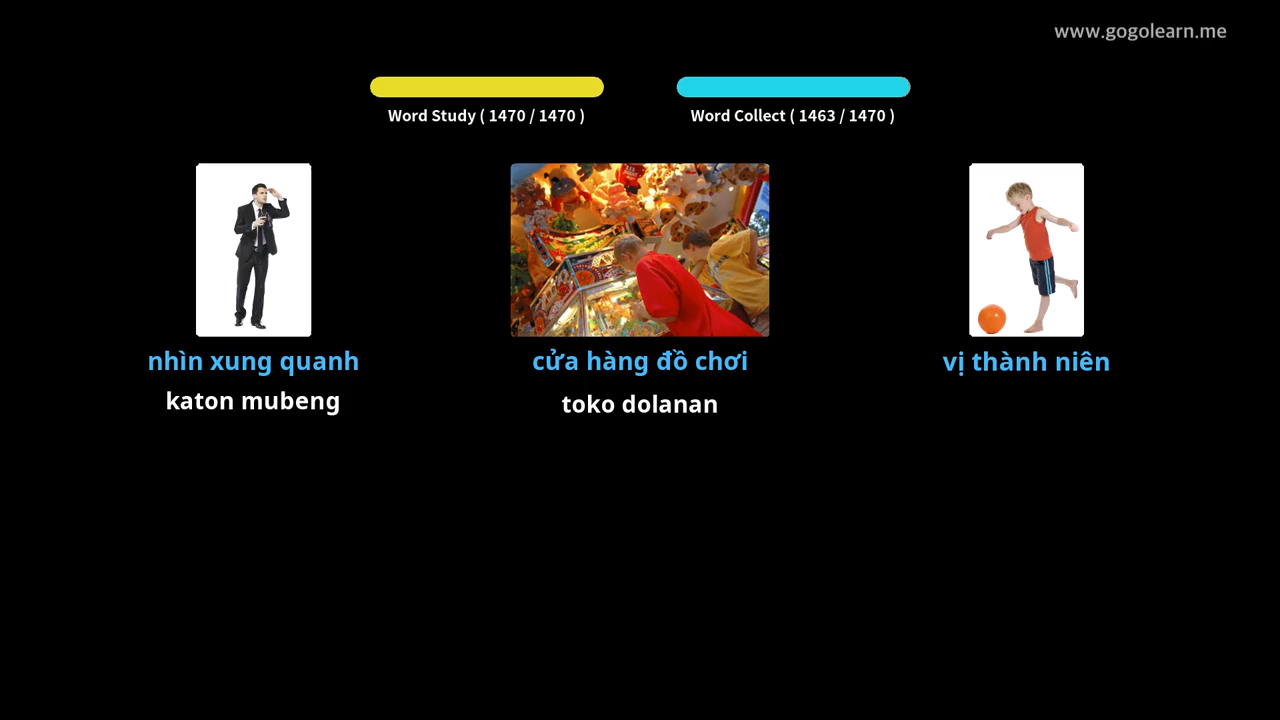 www.gogolearn.me
Word Study ( 1470 / 1470 )
Word Collect ( 1463 / 1470 )
nhìn xung quanh
katon mubeng
cửa hàng đồ chơi
toko dolanan
vị thành niên